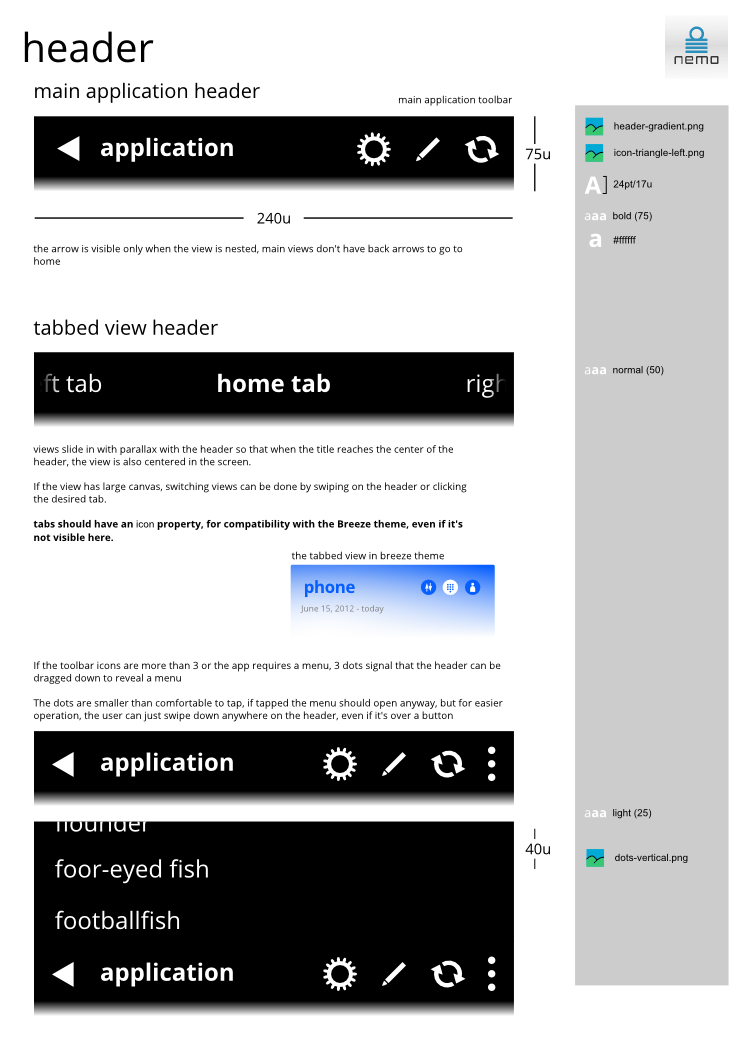 header
nemo
main application header
main application toolbar
application
75u
240u
the arrow is visible only when the view is nested, main views don't have back arrows to go to
home
header-gradient.png
icon-triangle-left.png
A] 24pt/17u
aaa bold (75)
a #ffffff
tabbed view header
ft tab home tab righ
aaa normal (50)
views slide in with parallax with the header so that when the title reaches the center of the
header, the view is also centered in the screen.
If the view has large canvas, switching views can be done by swiping on the header or clicking
the desired tab.
tabs should have an icon property, for compatibility with the Breeze theme, even if it's
not visible here.
the tabbed view in breeze theme
phone
June 15, 2012 - today
If the toolbar icons are more than 3 or the app requires a menu, 3 dots signal that the header can be
dragged down to reveal a menu
The dots are smaller than comfortable to tap, if tapped the menu should open anyway, but for easier
operation, the user can just swipe down anywhere on the header, even if it's over a button
application
flounder
foor-eyed fish
footballfish
application
40u
aaa light (25)
dots-vertical.png